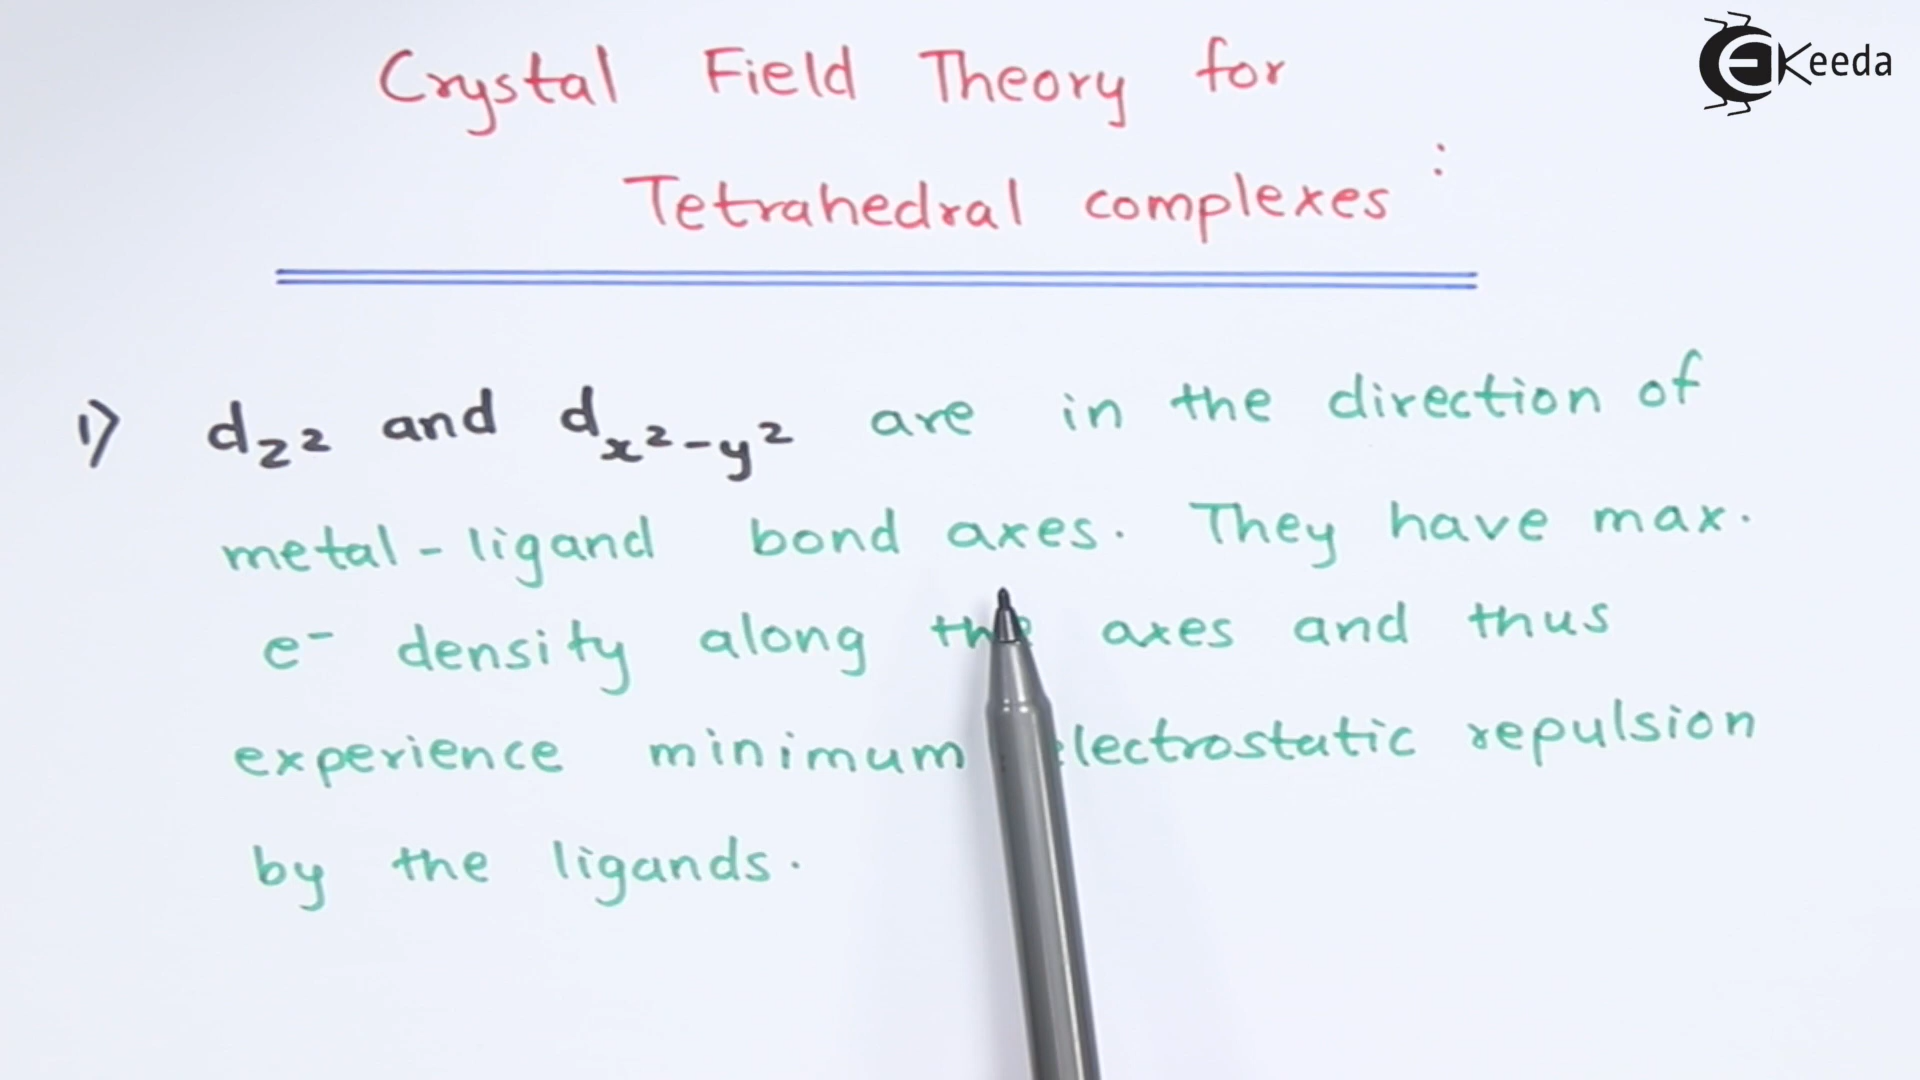 Crystal Field Theory for
Tetrahedral complexes :
EKeeda
1) dz² and dx²-y² are in the direction of
metal-ligand bond axes. They have max.
e⁻ density along the axes and thus
experience minimum electrostatic repulsion
by the ligands.